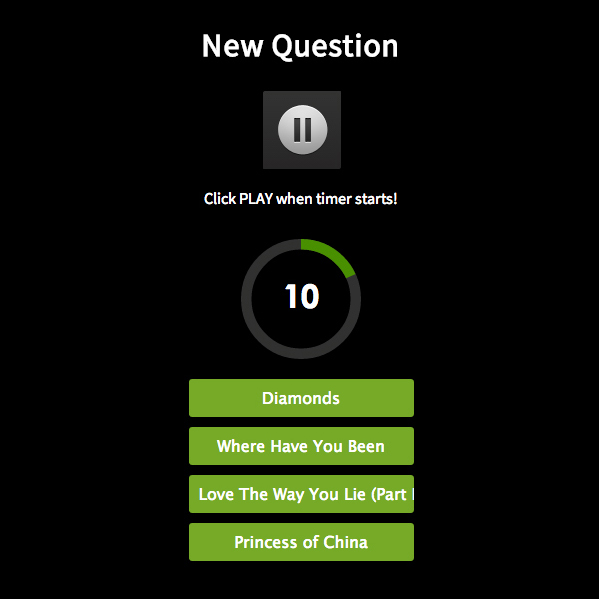 New Question
Click PLAY when timer starts!
10
Diamonds
Where Have You Been
Love The Way You Lie (Part
Princess of China